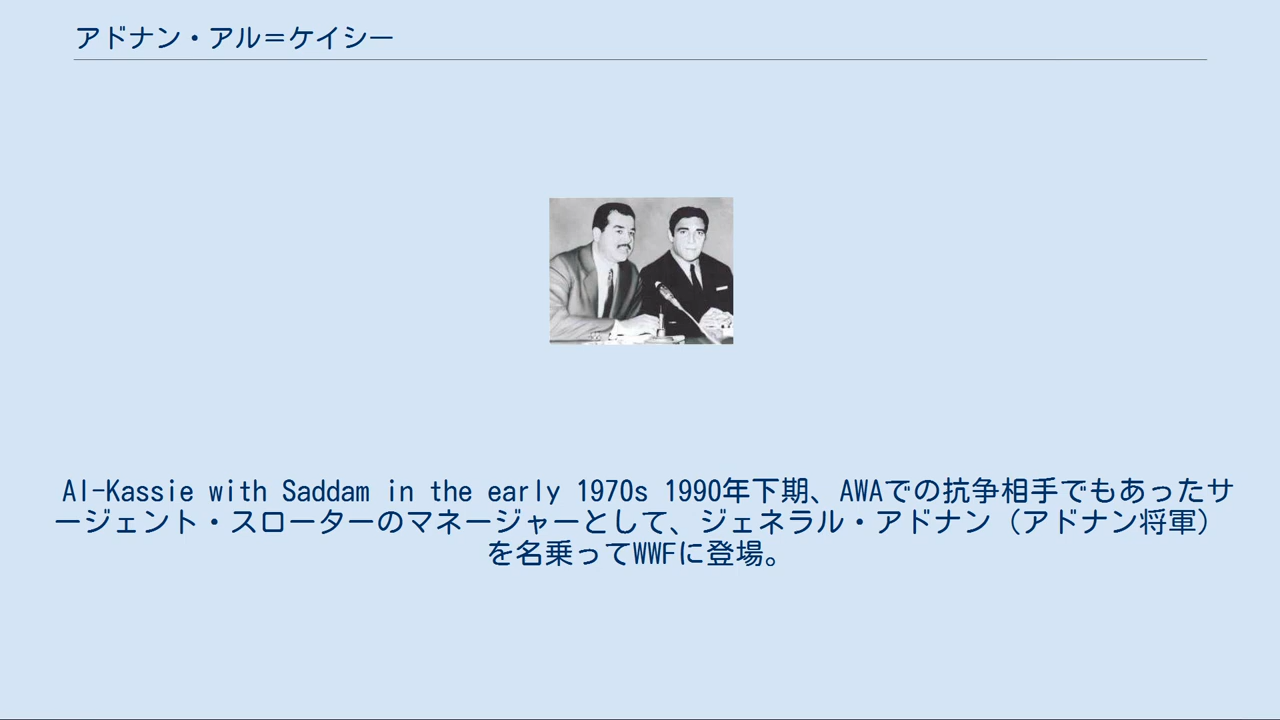 アドナン・アル＝ケイシー
Al-Kassie with Saddam in the early 1970s 1990年下期、AWAでの抗争相手でもあったサ
ージェント・スローターのマネージャーとして、ジェネラル・アドナン（アドナン将軍）
を名乗ってWWFに登場。